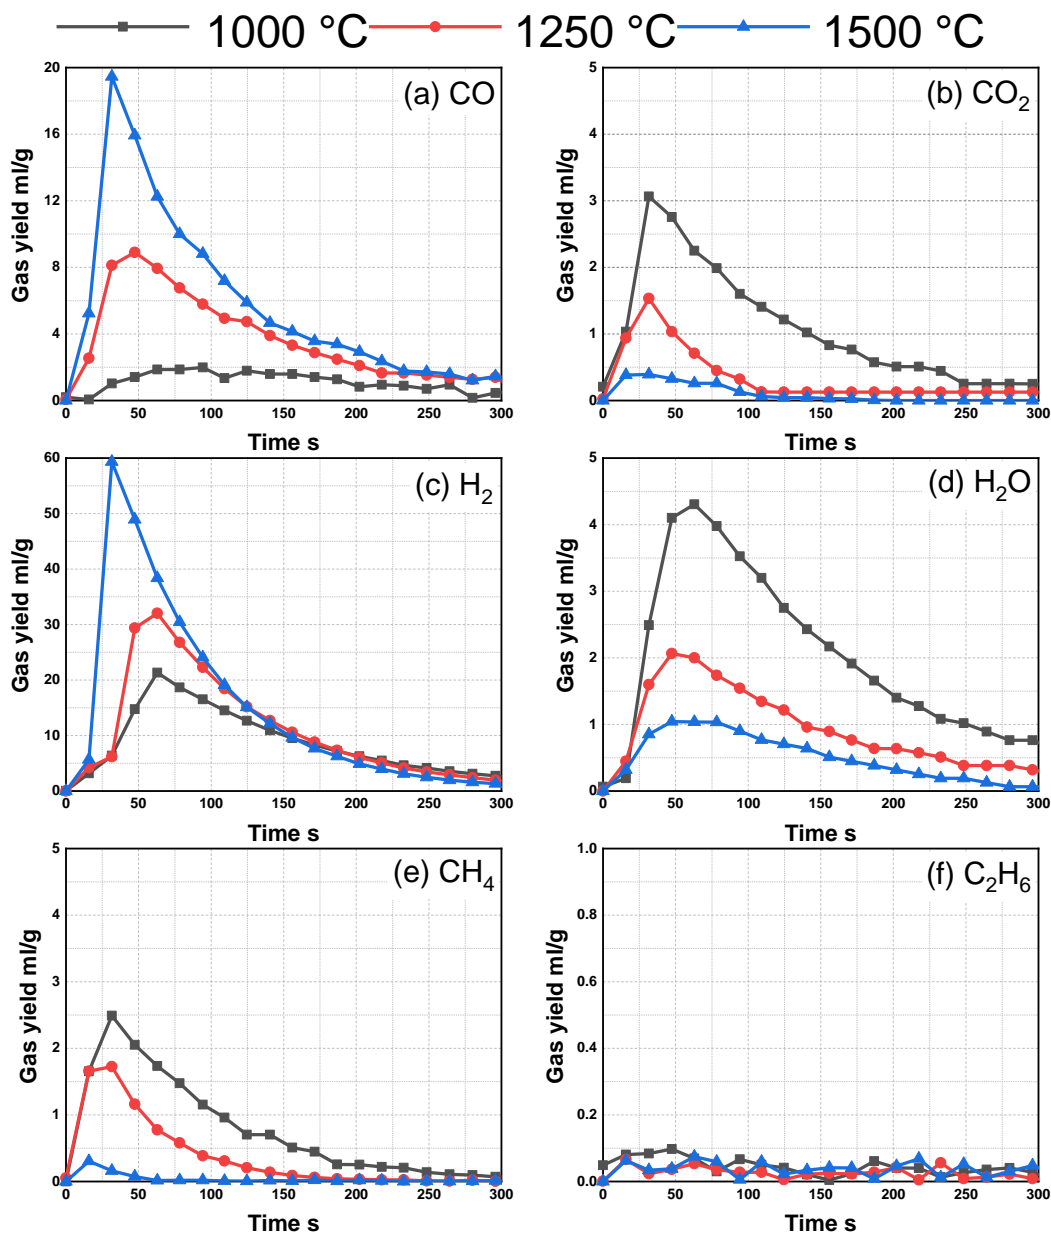 1000 °C 1250 °C 1500 °C
(a) CO
Gas yield ml/g
20
16
12
8
4
0
0 50 100 150 200 250 300
Time s
(b) CO₂
Gas yield ml/g
5
4
3
2
1
0
0 50 100 150 200 250 300
Time s
(c) H₂
Gas yield ml/g
60
50
40
30
20
10
0
0 50 100 150 200 250 300
Time s
(d) H₂O
Gas yield ml/g
5
4
3
2
1
0
0 50 100 150 200 250 300
Time s
(e) CH₄
Gas yield ml/g
5
4
3
2
1
0
0 50 100 150 200 250 300
Time s
(f) C₂H₆
Gas yield ml/g
1.0
0.8
0.6
0.4
0.2
0.0
0 50 100 150 200 250 300
Time s